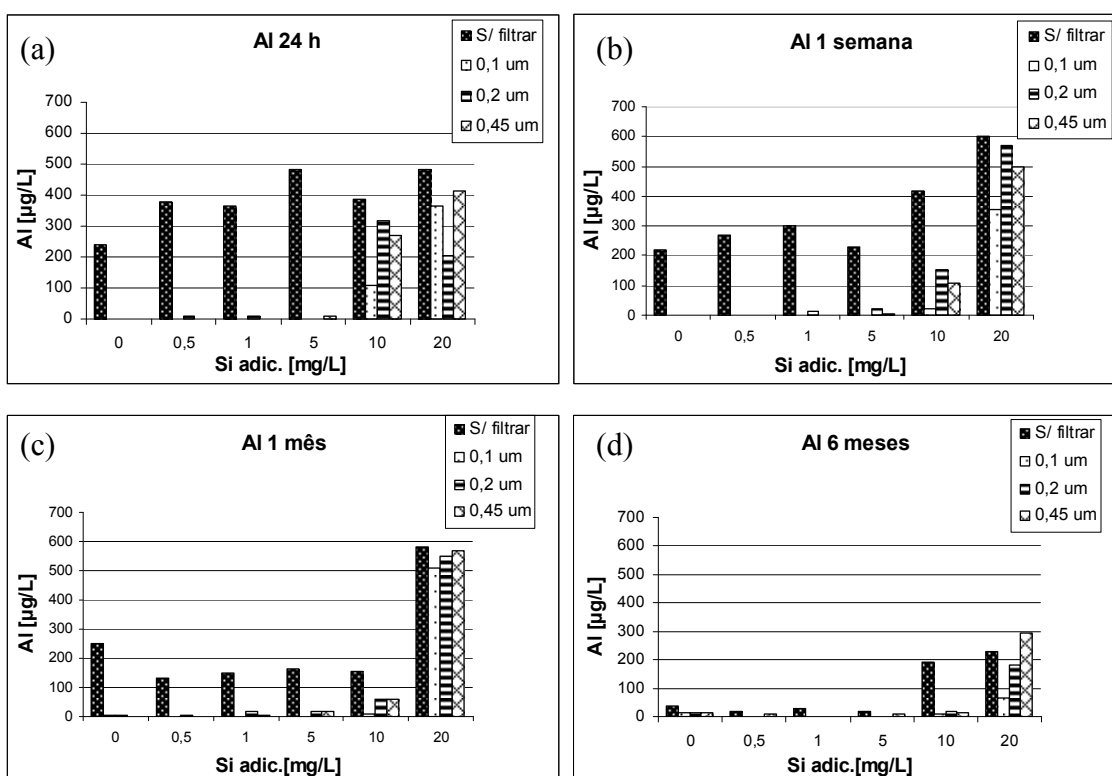 (a)
Al 24 h
S/ filtrar
0,1 um
0,2 um
0,45 um
Al [µg/L]
700
600
500
400
300
200
100
0
0 0,5 1 5 10 20
Si adic. [mg/L]
(b)
Al 1 semana
S/ filtrar
0,1 um
0,2 um
0,45 um
Al [µg/L]
700
600
500
400
300
200
100
0
0 0,5 1 5 10 20
Si adic. [mg/L]
(c)
Al 1 mês
S/ filtrar
0,1 um
0,2 um
0,45 um
Al [µg/L]
700
600
500
400
300
200
100
0
0 0,5 1 5 10 20
Si adic.[mg/L]
(d)
Al 6 meses
S/ filtrar
0,1 um
0,2 um
0,45 um
Al [µg/L]
700
600
500
400
300
200
100
0
0 0,5 1 5 10 20
Si adic.[mg/L]